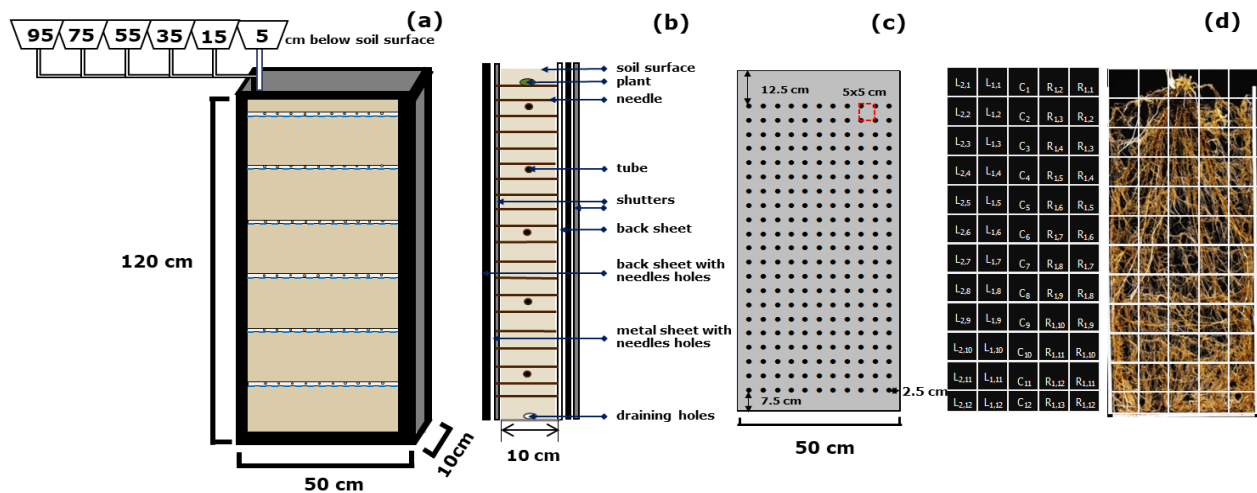 (a)
95 75 55 35 15 5 cm below soil surface
120 cm
50 cm
10cm
(b)
soil surface
plant
needle
tube
shutters
back sheet
back sheet with
needles holes
metal sheet with
needles holes
draining holes
10 cm
(c)
12.5 cm
5x5 cm
7.5 cm
2.5 cm
50 cm
(d)
L2,1 L1,1 C1 R1,2 R1,1
L2,2 L1,2 C2 R1,3 R1,2
L2,3 L1,3 C3 R1,4 R1,3
L2,4 L1,4 C4 R1,5 R1,4
L2,5 L1,5 C5 R1,6 R1,5
L2,6 L1,6 C6 R1,7 R1,6
L2,7 L1,7 C7 R1,8 R1,7
L2,8 L1,8 C8 R1,9 R1,8
L2,9 L1,9 C9 R1,10 R1,9
L2,10 L1,10 C10 R1,11 R1,10
L2,11 L1,11 C11 R1,12 R1,11
L2,12 L1,12 C12 R1,13 R1,12